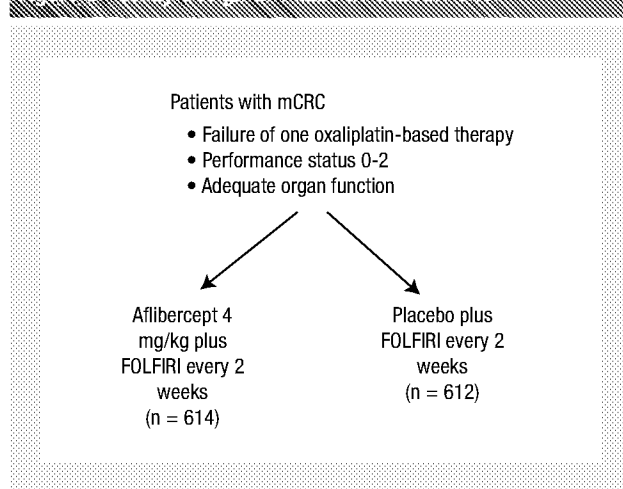 Patients with mCRC
• Failure of one oxaliplatin-based therapy
• Performance status 0-2
• Adequate organ function
Aflibercept 4
mg/kg plus
FOLFIRI every 2
weeks
(n = 614)
Placebo plus
FOLFIRI every 2
weeks
(n = 612)